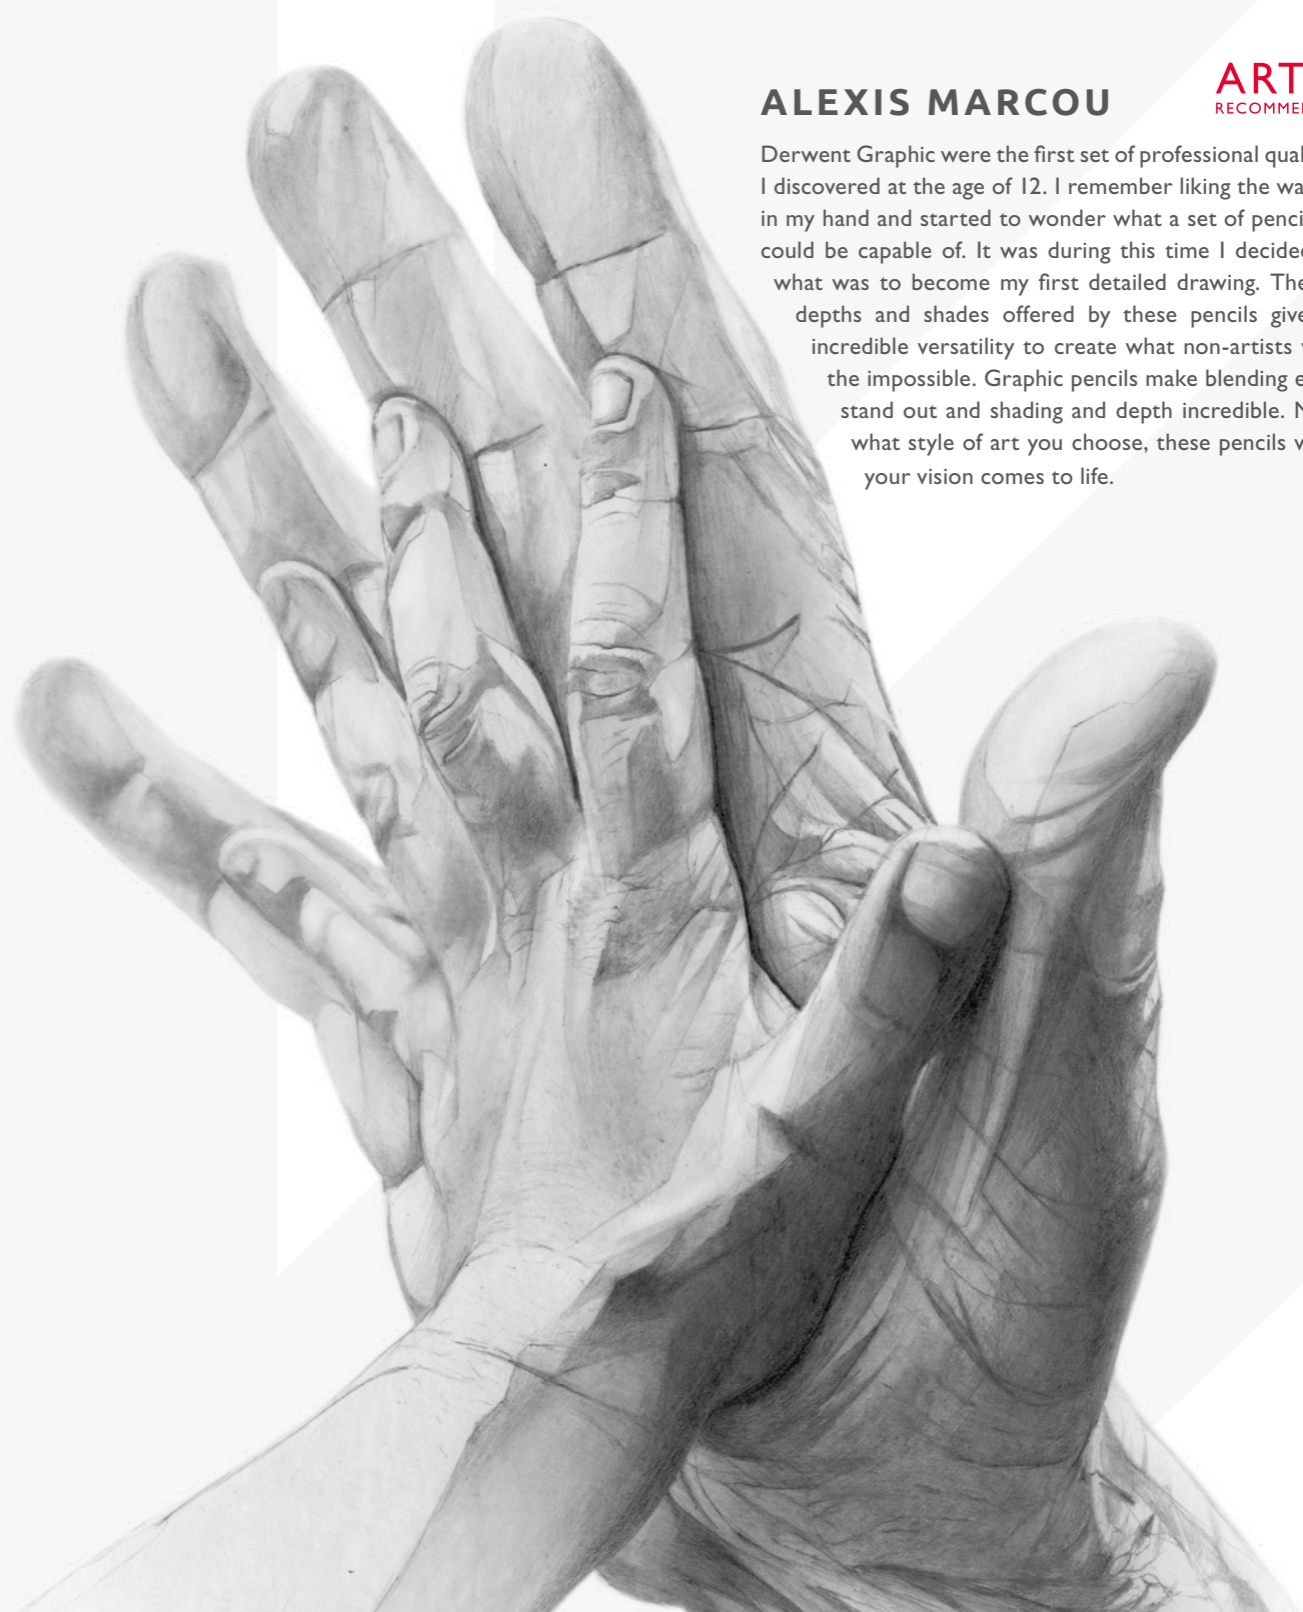 ALEXIS MARCOU
ART
Derwent Graphic were the first set of professional
I discovered at the age of 12. I remember liking the
in my hand and started to wonder what a set of
could be capable of. It was during this time I decided
what was to become my first detailed drawing.
depths and shades offered by these pencils
incredible versatility to create what non-artists
the impossible. Graphic pencils make blending
stand out and shading and depth incredible.
what style of art you choose, these pencils
your vision comes to life.